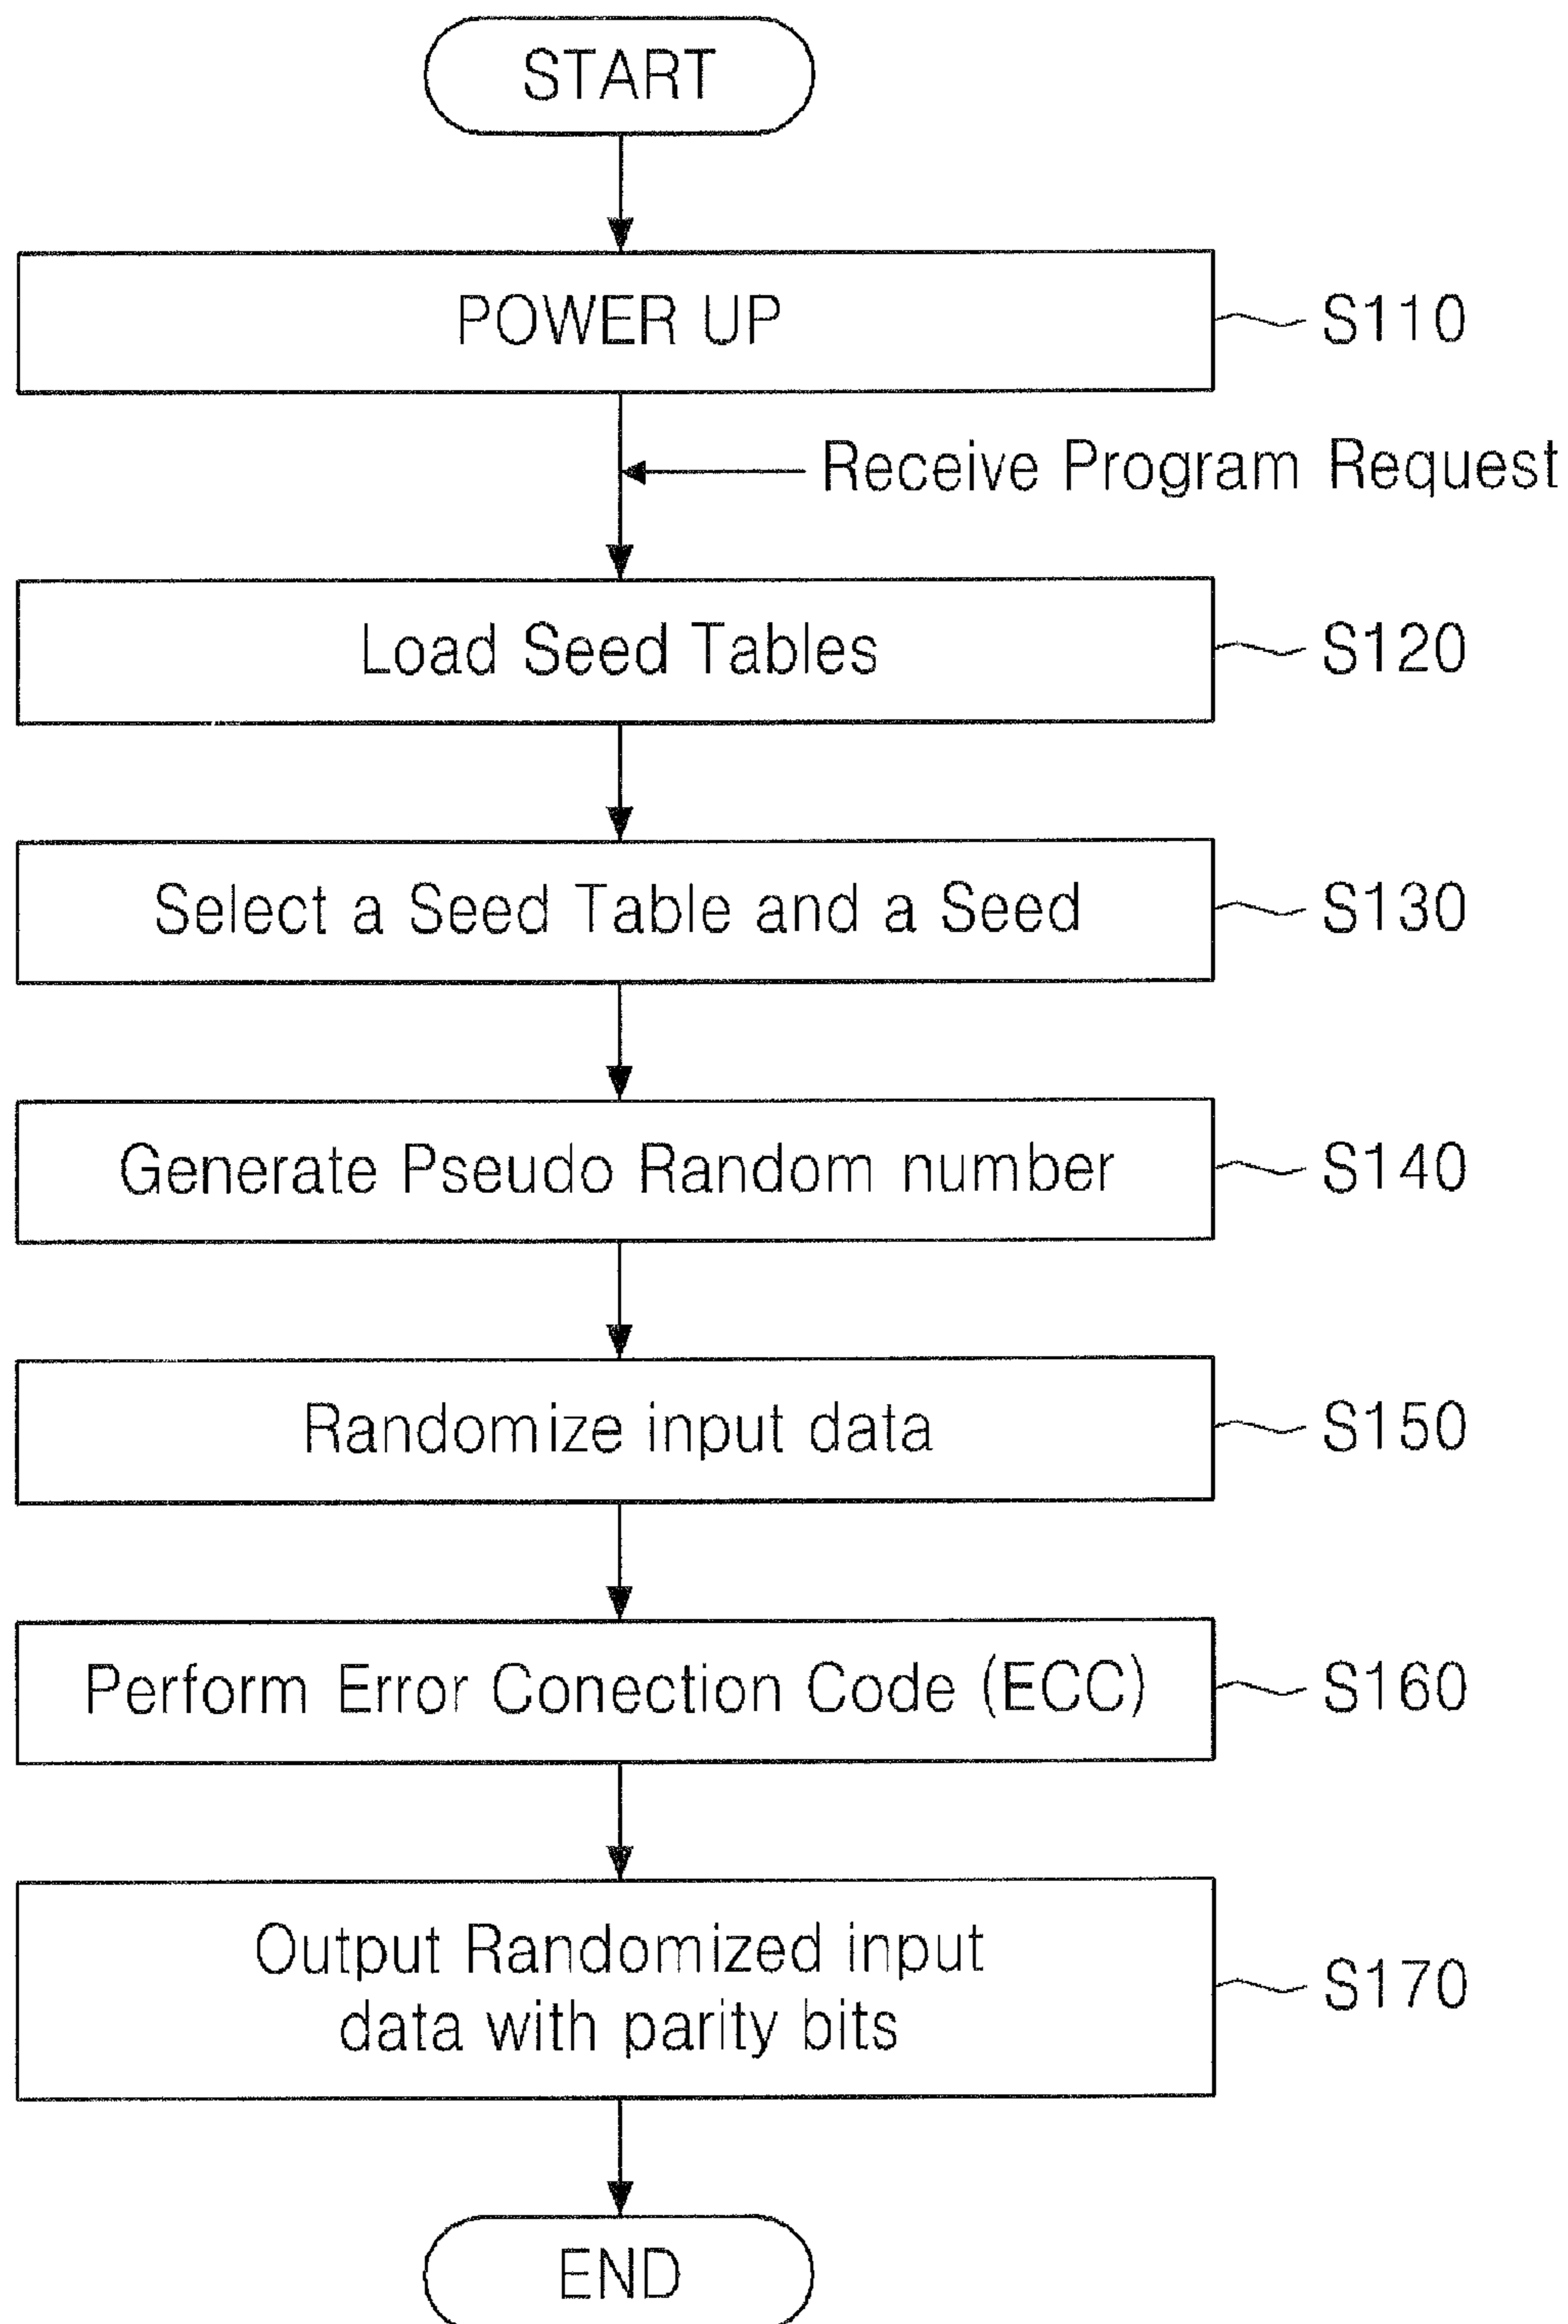 START
POWER UP
S110
Receive Program Request
Load Seed Tables
S120
Select a Seed Table and a Seed
S130
Generate Pseudo Random number
S140
Randomize input data
S150
Perform Error Conection Code (ECC)
S160
Output Randomized input
data with parity bits
S170
END